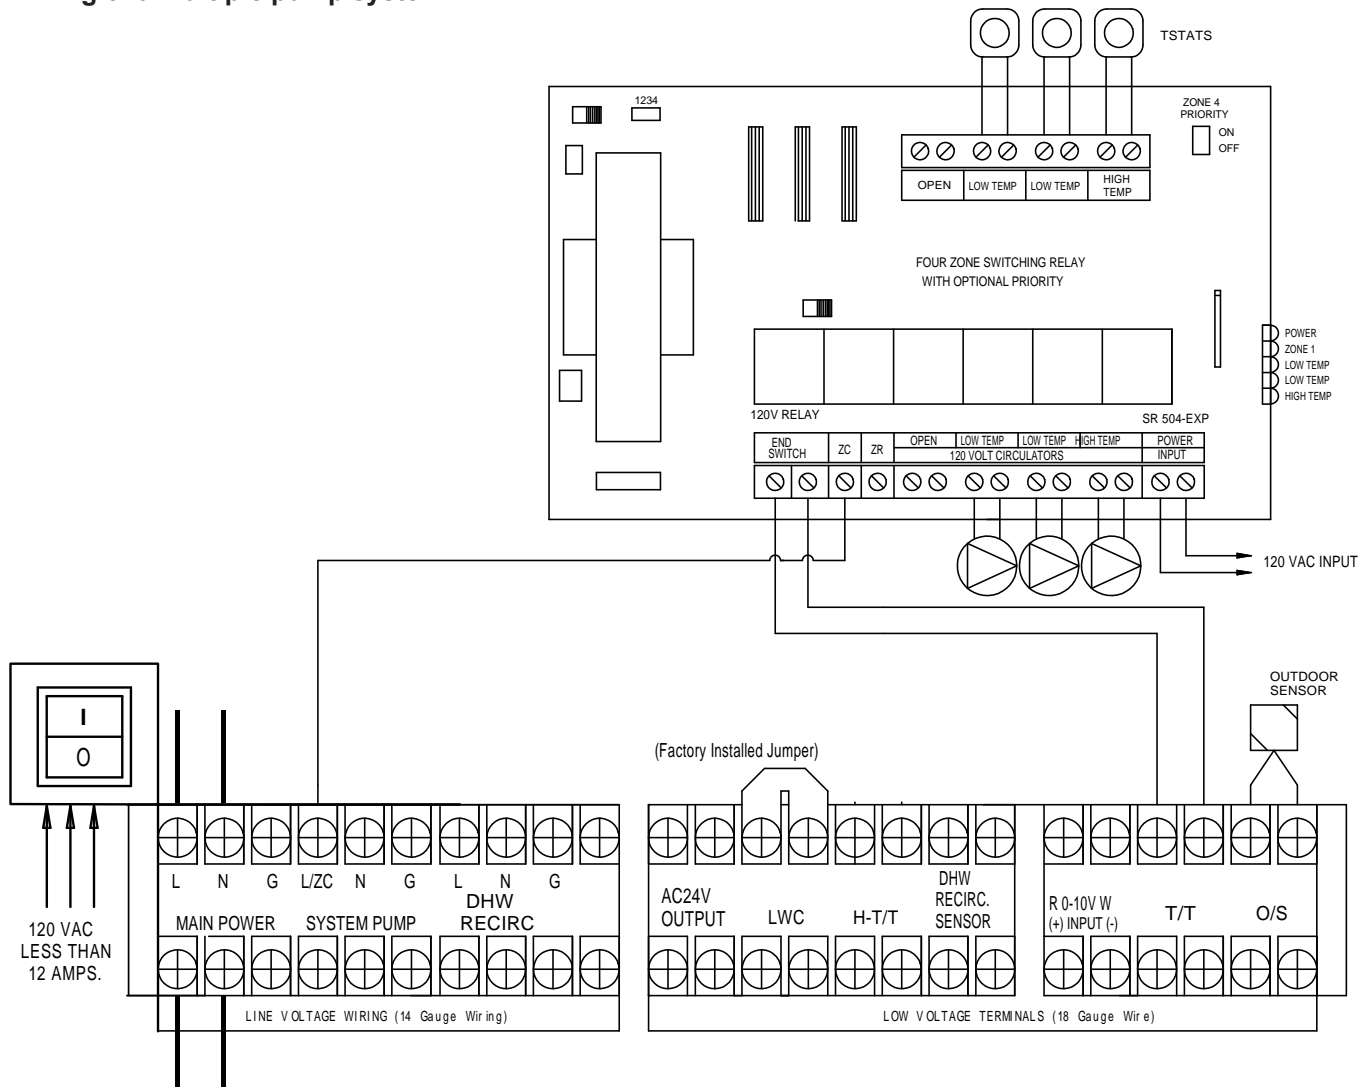 TSTATS
1234
ZONE 4
PRIORITY
ON
OFF
OPEN LOW TEMP LOW TEMP HIGH TEMP
FOUR ZONE SWITCHING RELAY
WITH OPTIONAL PRIORITY
POWER
ZONE 1
LOW TEMP
LOW TEMP
HIGH TEMP
120V RELAY
SR 504-EXP
END SWITCH ZC ZR OPEN LOW TEMP LOW TEMP HIGH TEMP POWER
120 VOLT CIRCULATORS INPUT
120 VAC INPUT
OUTDOOR
SENSOR
I
O
(Factory Installed Jumper)
L N G L/ZC N G L N G
MAIN POWER SYSTEM PUMP DHW RECIRC
AC24V OUTPUT LWC H-T/T DHW RECIRC. SENSOR
R 0-10V W
(+) INPUT (-)
T/T O/S
120 VAC
LESS THAN
12 AMPS.
LINE VOLTAGE WIRING (14 Gauge Wiring)
LOW VOLTAGE TERMINALS (18 Gauge Wire)